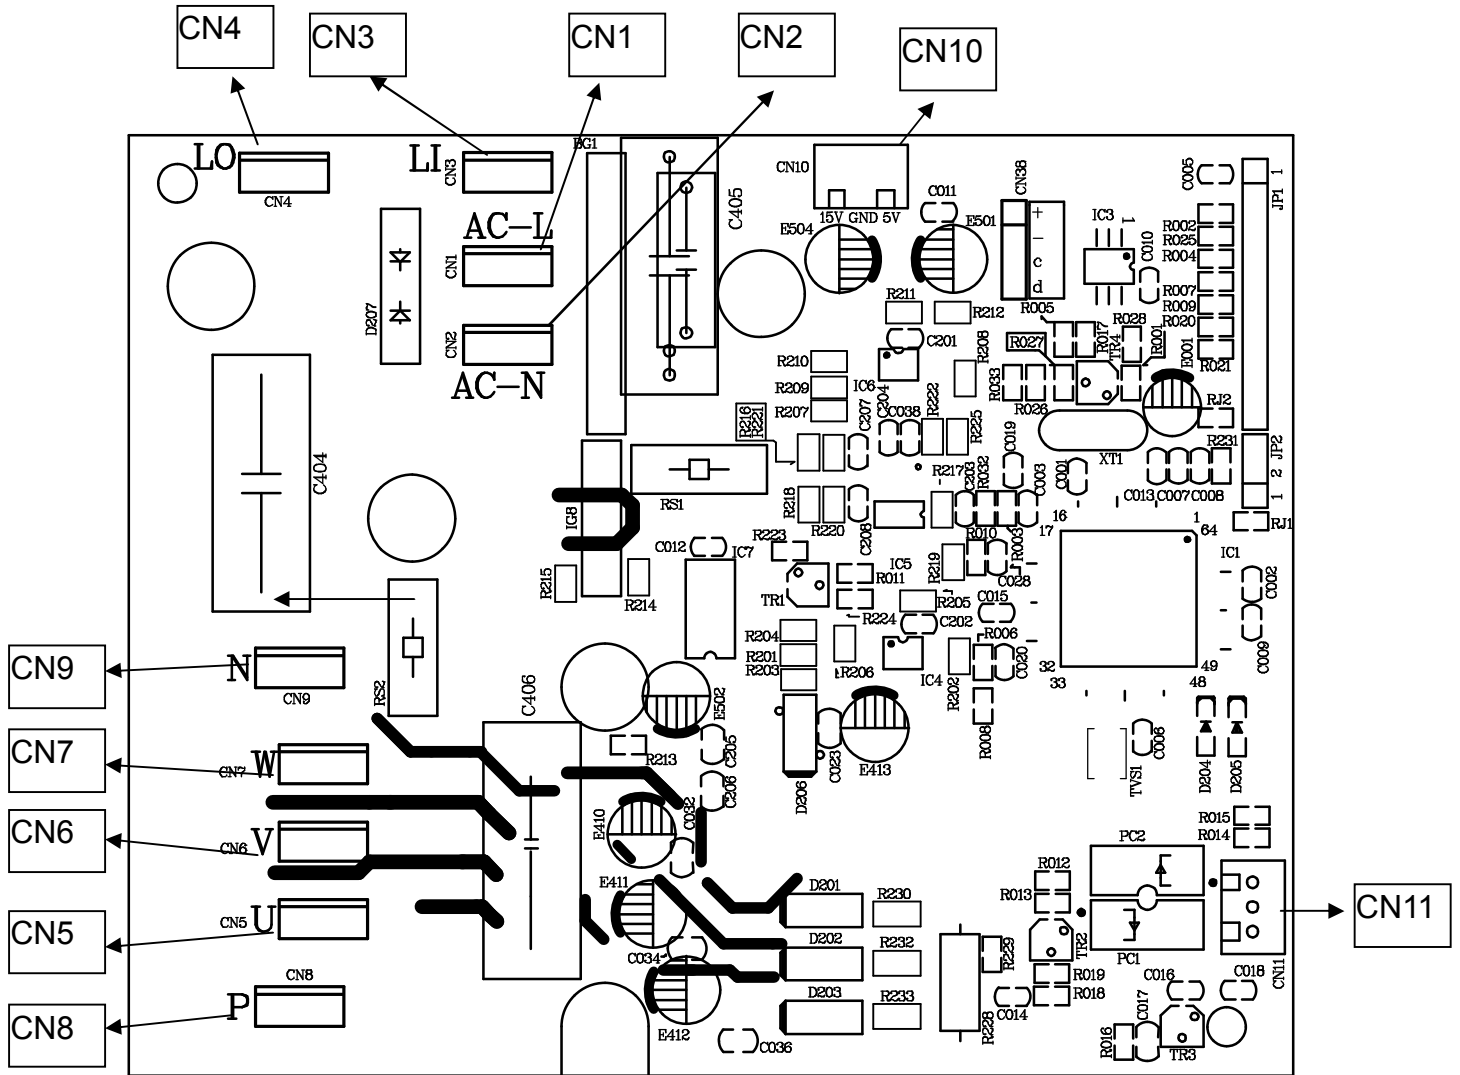 CN4
CN3
CN1
CN2
CN10
LO
CN4
LI
CN3
BG1
C405
CN10
15V GND 5V
C011
CN38
+
-
c
d
IC3
1
C010
C005
1
JP1
AC-L
CN1
E504
E501
R002
R025
R004
R007
R009
R020
R021
D207
CN2
AC-N
R211
R212
R005
R017
R028
R001
TR4
E001
R027
C201
R208
R210
R209
R207
IC6
C204
C038
R222
R225
R033
R026
RJ2
R216
R221
C207
C019
XT1
R231
JP2
2
1
C404
RS1
R217
C203
R032
C003
C001
C013
C007
C008
IG8
R218
R220
C208
16
17
1
64
RJ1
C012
IC7
R223
R010
R003
IC1
R215
R214
TR1
R011
IC5
R219
C028
C002
R205
C015
R224
C202
R204
R201
R203
R206
IC4
R202
R006
C020
32
33
49
48
C009
CN9
N
CN9
RS2
C406
E502
R008
CN7
CN7
W
R213
C205
C206
D206
C023
E413
TVS1
C006
D204
D205
CN6
CN6
V
E410
C032
R015
R014
PC2
R012
R013
E411
D201
R230
CN5
CN5
U
CN11
C034
D202
R232
R229
TR2
PC1
CN11
R019
R018
C016
C018
CN8
P
CN8
E412
D203
R233
R228
C014
C017
R016
TR3
C036